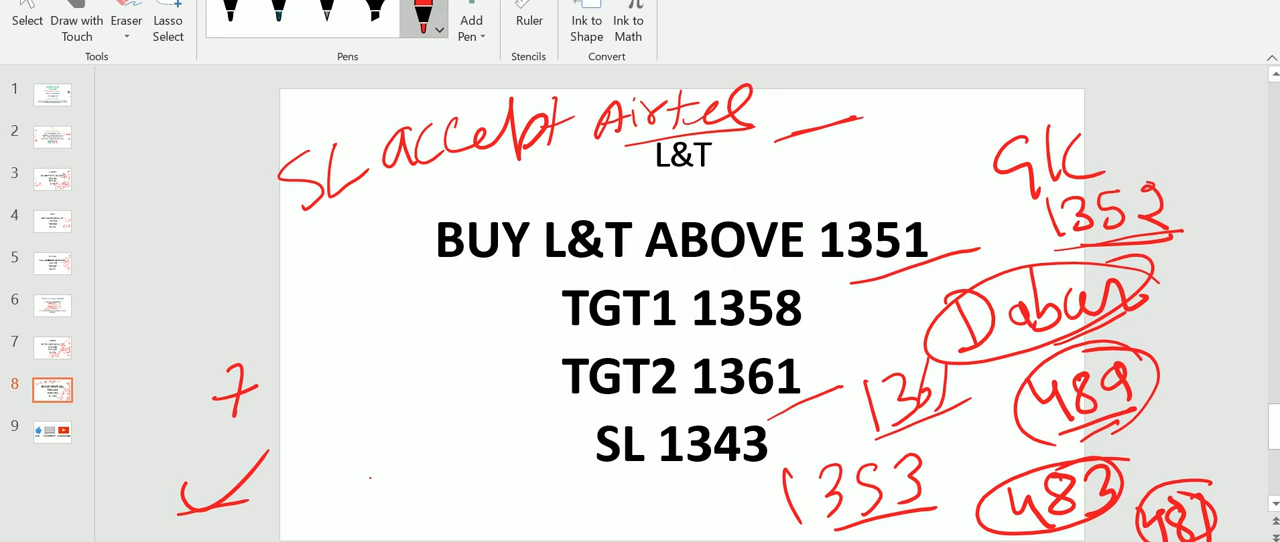 Select
Draw with Touch
Eraser
Lasso Select
Add Pen
Ruler
Ink to Shape
Ink to Math
Tools
Pens
Stencils
Convert
1
2
3
4
5
6
7
8
9
SL accept Airtel
L&T
BUY L&T ABOVE 1351
TGT1 1358
TGT2 1361
SL 1343
1352
Dabur
1361
489
7
1353
483